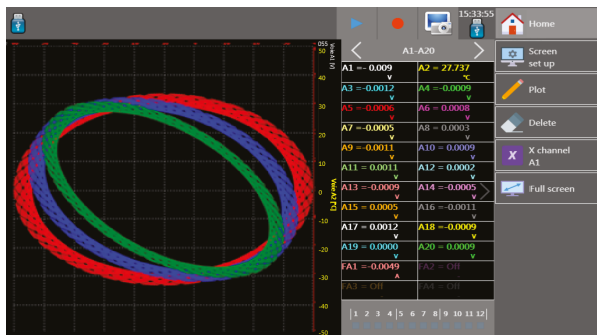 15:33:55
Home
A1-A20
055
Voie:A1 [V]
50
40
30
20
10
0
-10
-20
-30
-40
-50
Voie:A2 [°C]
A1 =- 0.009
V
A2 = 27.737
°C
A3 =-0.0012
V
A4 =-0.0009
V
A5 =-0.0006
V
A6 = 0.0008
V
A7 =-0.0005
V
A8 = 0.0003
V
A9 =-0.0011
V
A10 = 0.0009
V
A11 = 0.0011
V
A12 = 0.0002
V
A13 =-0.0009
V
A14 =-0.0005
V
A15 = 0.0005
V
A16 =-0.0011
V
A17 = 0.0012
V
A18 =-0.0009
V
A19 = 0.0000
V
A20 = 0.0009
V
FA1 =-0.0049
A
FA2 = Off
FA3 = Off
FA4 = Off
|1 2 3 4|5 6 7 8 9 10 11 12|
Screen
set up
Plot
Delete
X
X channel
A1
Full screen